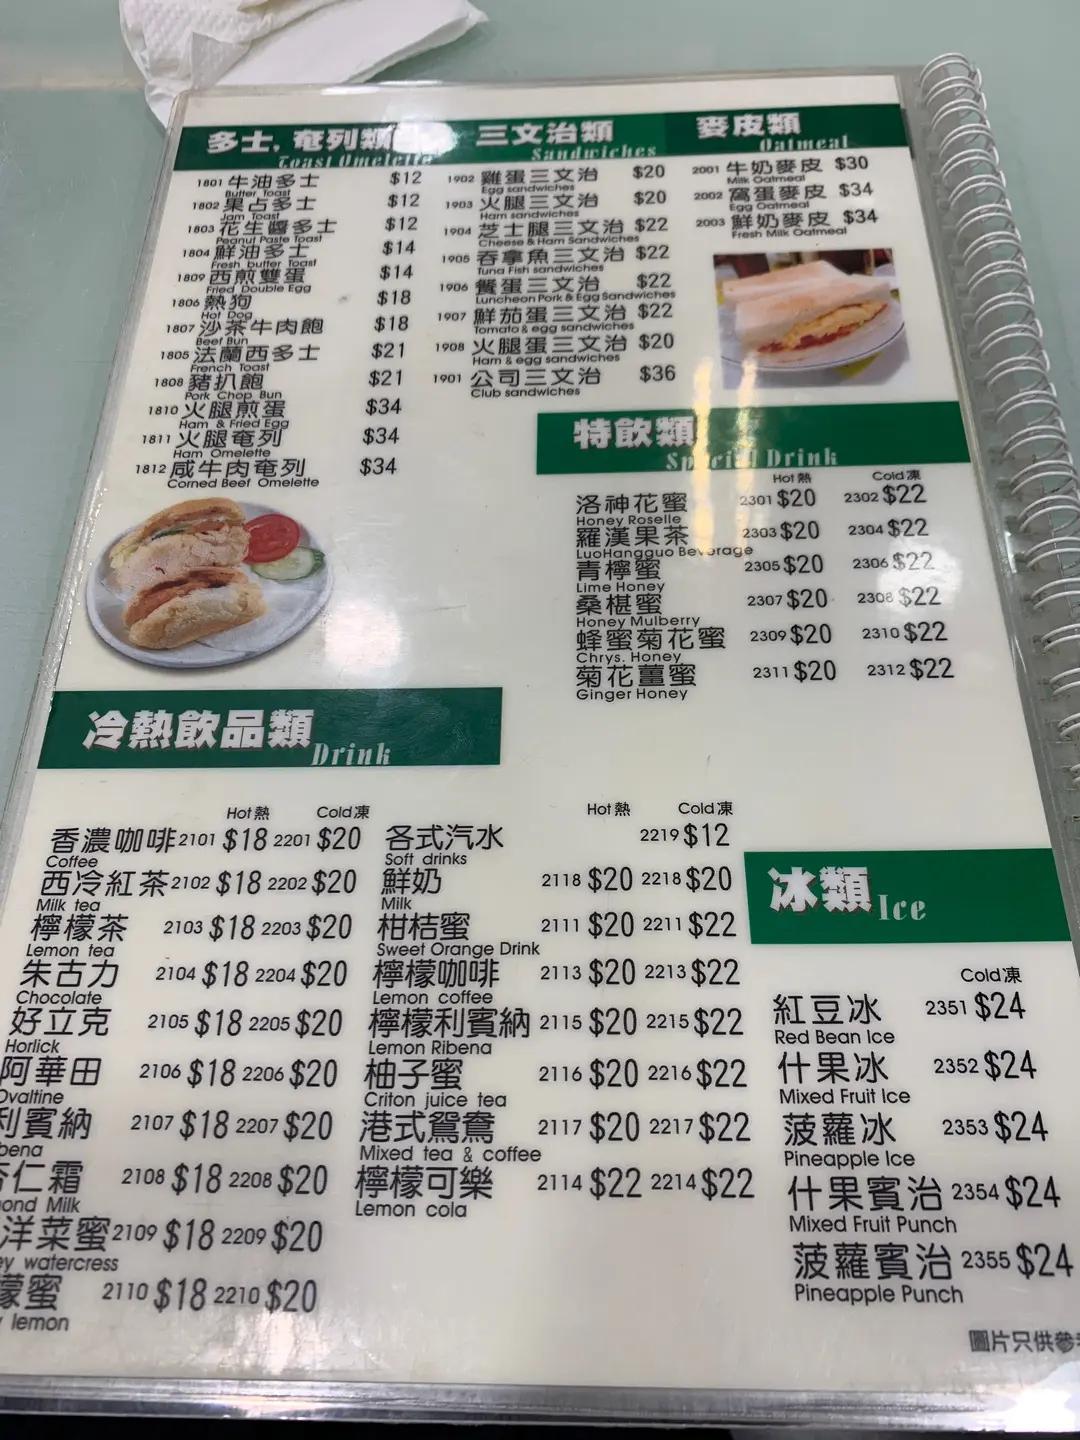 多士,奄列類
Toast Omelette
1801 牛油多士 $12
Butter Toast
1802 果占多士 $12
Jam Toast
1803 花生醬多士 $12
Peanut Paste Toast
1804 鮮油多士 $14
Fresh butter Toast
1809 西煎雙蛋 $14
Fried Double Egg
1806 熱狗 $18
Hot Dog
1807 沙茶牛肉飽 $18
Beef Bun
1805 法蘭西多士 $21
French Toast
1808 豬扒飽 $21
Pork Chop Bun
1810 火腿煎蛋 $34
Ham & Fried Egg
1811 火腿奄列 $34
Ham Omelette
1812 咸牛肉奄列 $34
Corned Beef Omelette
三文治類
Sandwiches
1902 雞蛋三文治 $20
Egg sandwiches
1903 火腿三文治 $20
Ham sandwiches
1904 芝士腿三文治 $22
Cheese & Ham Sandwiches
1905 吞拿魚三文治 $22
Tuna Fish sandwiches
1906 餐蛋三文治 $22
Luncheon Pork & Egg Sandwiches
1907 鮮茄蛋三文治 $22
Tomato & egg sandwiches
1908 火腿蛋三文治 $20
Ham & egg sandwiches
1901 公司三文治 $36
Club sandwiches
麥皮類
Oatmeal
2001 牛奶麥皮 $30
Milk Oatmeal
2002 窩蛋麥皮 $34
Egg Oatmeal
2003 鮮奶麥皮 $34
Fresh Milk Oatmeal
特飲類
Special Drink
Hot 熱 Cold 凍
洛神花蜜 2301 $20 2302 $22
Honey Roselle
羅漢果茶 2303 $20 2304 $22
LuoHangguo Beverage
青檸蜜 2305 $20 2306 $22
Lime Honey
桑椹蜜 2307 $20 2308 $22
Honey Mulberry
蜂蜜菊花蜜 2309 $20 2310 $22
Chrys. Honey
菊花薑蜜 2311 $20 2312 $22
Ginger Honey
冷熱飲品類
Drink
Hot 熱 Cold 凍
香濃咖啡 2101 $18 2201 $20
Coffee
西冷紅茶 2102 $18 2202 $20
Milk tea
檸檬茶 2103 $18 2203 $20
Lemon tea
朱古力 2104 $18 2204 $20
Chocolate
好立克 2105 $18 2205 $20
Horlick
阿華田 2106 $18 2206 $20
Ovaltine
利賓納 2107 $18 2207 $20
bena
杏仁霜 2108 $18 2208 $20
ond Milk
洋菜蜜 2109 $18 2209 $20
ey watercress
檬蜜 2110 $18 2210 $20
lemon
Hot 熱 Cold 凍
各式汽水 2219 $12
Soft drinks
鮮奶 2118 $20 2218 $20
Milk
柑桔蜜 2111 $20 2211 $22
Sweet Orange Drink
檸檬咖啡 2113 $20 2213 $22
Lemon coffee
檸檬利賓納 2115 $20 2215 $22
Lemon Ribena
柚子蜜 2116 $20 2216 $22
Criton juice tea
港式鴛鴦 2117 $20 2217 $22
Mixed tea & coffee
檸檬可樂 2114 $22 2214 $22
Lemon cola
冰類 Ice
Cold 凍
紅豆冰 2351 $24
Red Bean Ice
什果冰 2352 $24
Mixed Fruit Ice
菠蘿冰 2353 $24
Pineapple Ice
什果賓治 2354 $24
Mixed Fruit Punch
菠蘿賓治 2355 $24
Pineapple Punch
圖片只供參